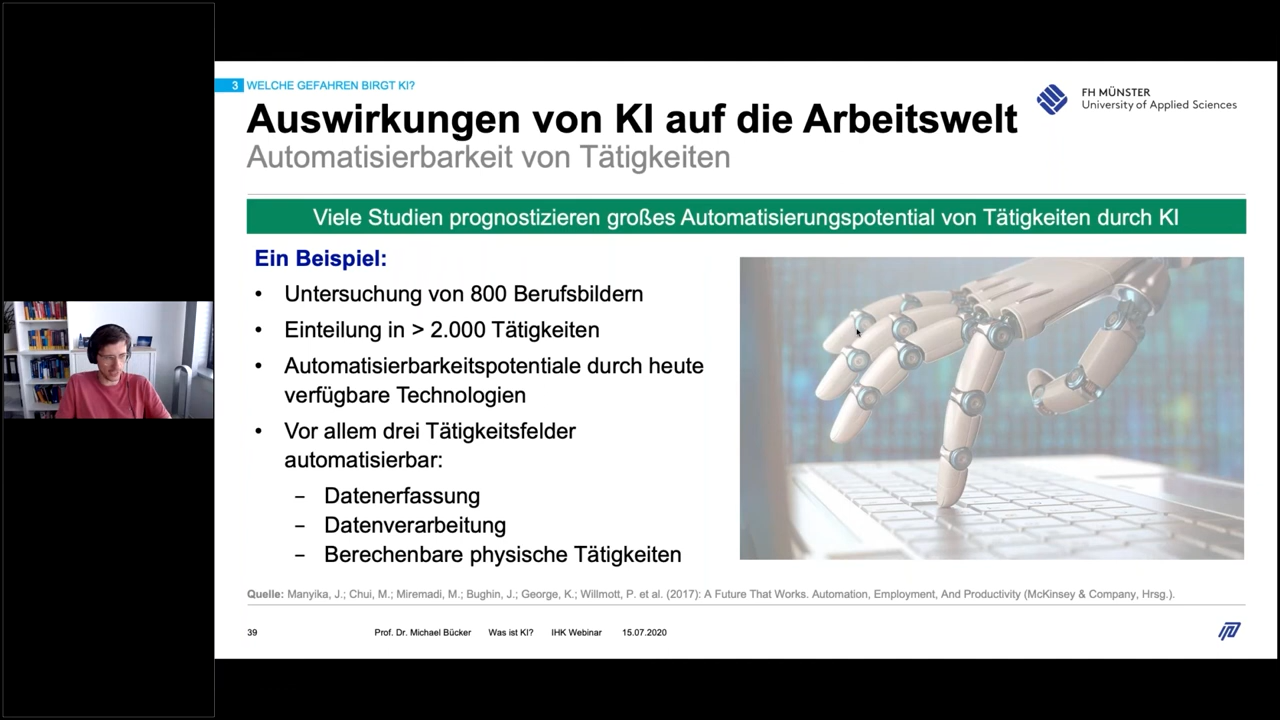 3 WELCHE GEFAHREN BIRGT KI?
FH MÜNSTER
University of Applied Sciences
Auswirkungen von KI auf die Arbeitswelt
Automatisierbarkeit von Tätigkeiten
Viele Studien prognostizieren großes Automatisierungspotential von Tätigkeiten durch KI
Ein Beispiel:
• Untersuchung von 800 Berufsbildern
• Einteilung in > 2.000 Tätigkeiten
• Automatisierbarkeitspotentiale durch heute
verfügbare Technologien
• Vor allem drei Tätigkeitsfelder
automatisierbar:
– Datenerfassung
– Datenverarbeitung
– Berechenbare physische Tätigkeiten
Quelle: Manyika, J.; Chui, M.; Miremadi, M.; Bughin, J.; George, K.; Willmott, P. et al. (2017): A Future That Works. Automation, Employment, And Productivity (McKinsey & Company, Hrsg.).
39 Prof. Dr. Michael Bücker Was ist KI? IHK Webinar 15.07.2020